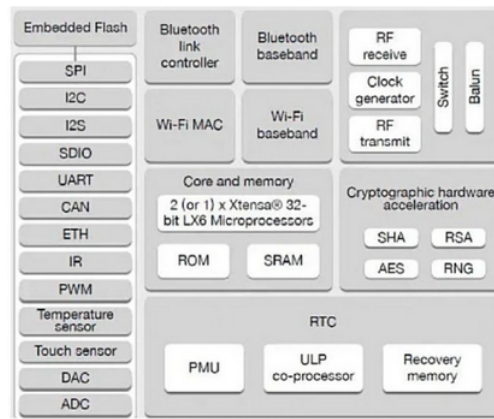 Embedded Flash
SPI
I2C
I2S
SDIO
UART
CAN
ETH
IR
PWM
Temperature
sensor
Touch sensor
DAC
ADC
Bluetooth
link
controller
Bluetooth
baseband
Wi-Fi MAC
Wi-Fi
baseband
RF
receive
Clock
generator
RF
transmit
Switch
Balun
Core and memory
2 (or 1) x Xtensa® 32-
bit LX6 Microprocessors
ROM
SRAM
Cryptographic hardware
acceleration
SHA
RSA
AES
RNG
RTC
PMU
ULP
co-processor
Recovery
memory